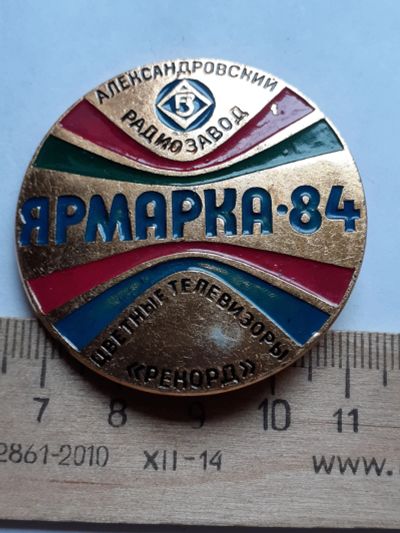 АЛЕКСАНДРОВСКИЙ
РАДИОЗАВОД
ЯРМАРКА·84
ЦВЕТНЫЕ ТЕЛЕВИЗОРЫ
«РЕКОРД»
7 8 9 10 11
2861-2010 XII-14 www.